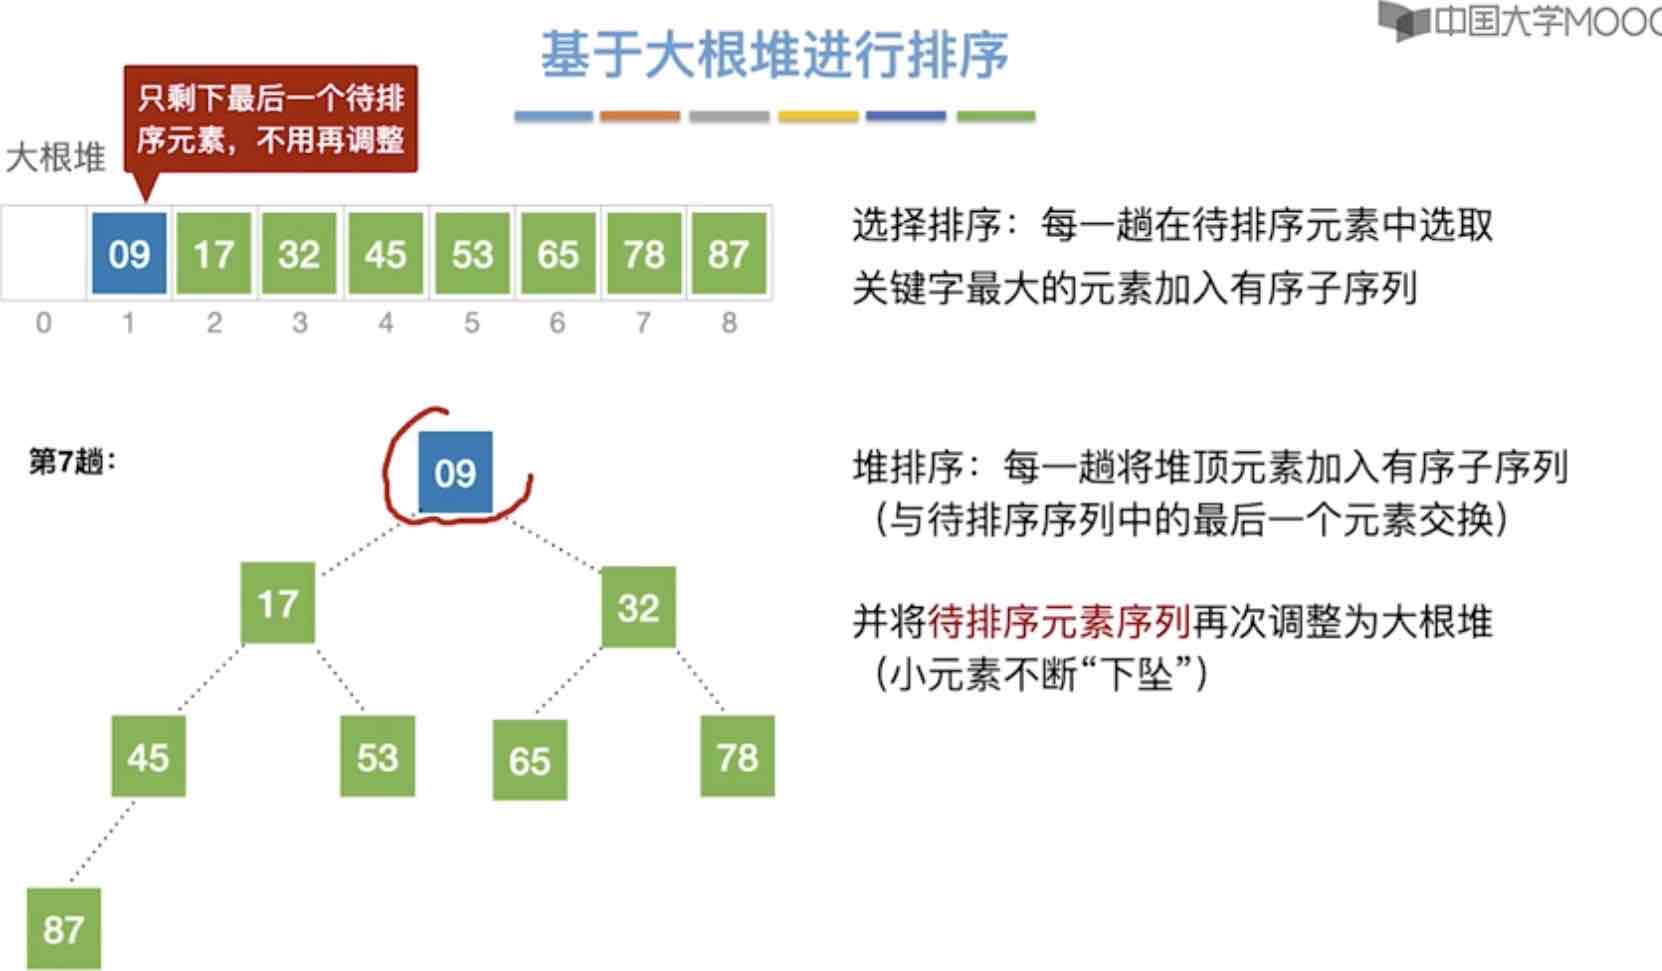 中国大学MOOC
基于大根堆进行排序
只剩下最后一个待排
序元素，不用再调整
大根堆
09 17 32 45 53 65 78 87
0 1 2 3 4 5 6 7 8
选择排序：每一趟在待排序元素中选取
关键字最大的元素加入有序子序列
第7趟：
09
17 32
45 53 65 78
87
堆排序：每一趟将堆顶元素加入有序子序列
（与待排序序列中的最后一个元素交换）
并将待排序元素序列再次调整为大根堆
（小元素不断“下坠”）